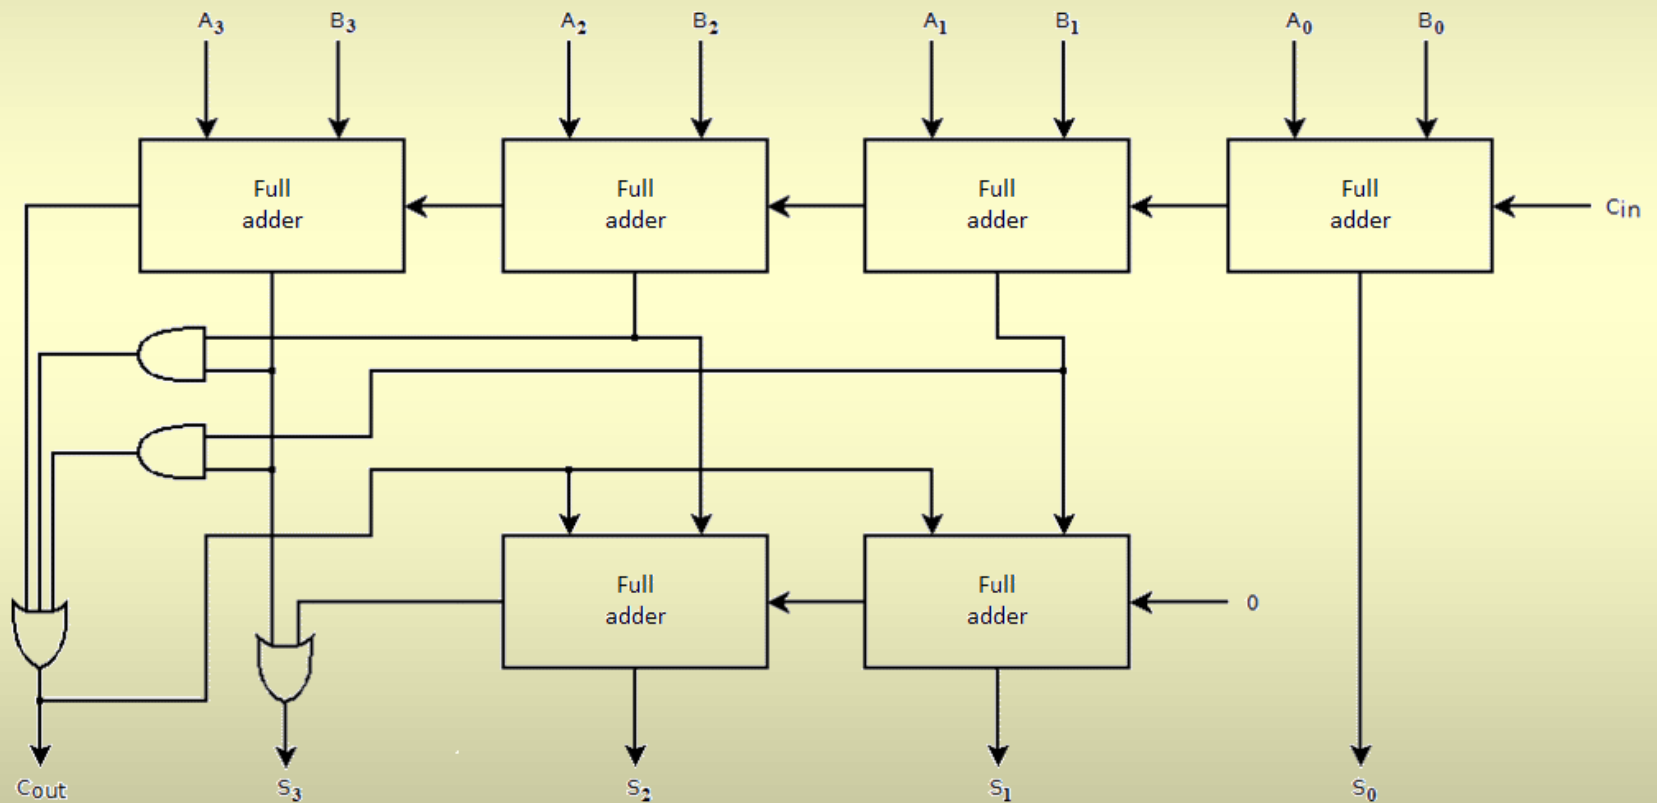 A3 B3 A2 B2 A1 B1 A0 B0
Full adder
Full adder
Full adder
Full adder
Cin
Full adder
Full adder
0
Cout S3 S2 S1 S0